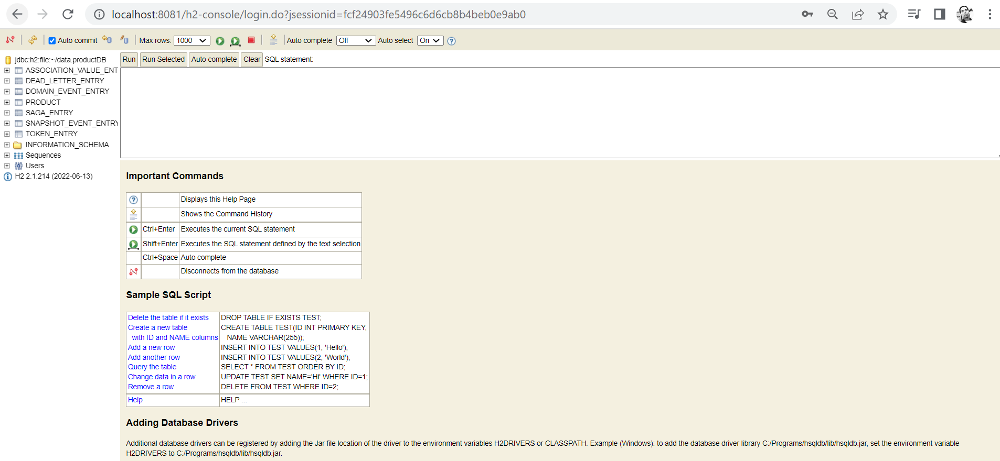 localhost:8081/h2-console/login.do?jsessionid=fcf24903fe5496c6d6cb8b4beb0e9ab0
Auto commit Max rows: 1000 Auto complete Off Auto select On
jdbc:h2:file:~/data.productDB
ASSOCIATION_VALUE_ENT
DEAD_LETTER_ENTRY
DOMAIN_EVENT_ENTRY
PRODUCT
SAGA_ENTRY
SNAPSHOT_EVENT_ENTRY
TOKEN_ENTRY
INFORMATION_SCHEMA
Sequences
Users
H2 2.1.214 (2022-06-13)
Run Run Selected Auto complete Clear SQL statement:
Important Commands
Displays this Help Page
Shows the Command History
Ctrl+Enter Executes the current SQL statement
Shift+Enter Executes the SQL statement defined by the text selection
Ctrl+Space Auto complete
Disconnects from the database
Sample SQL Script
Delete the table if it exists DROP TABLE IF EXISTS TEST;
Create a new table CREATE TABLE TEST(ID INT PRIMARY KEY,
with ID and NAME columns NAME VARCHAR(255));
Add a new row INSERT INTO TEST VALUES(1, 'Hello');
Add another row INSERT INTO TEST VALUES(2, 'World');
Query the table SELECT * FROM TEST ORDER BY ID;
Change data in a row UPDATE TEST SET NAME='Hi' WHERE ID=1;
Remove a row DELETE FROM TEST WHERE ID=2;
Help HELP ...
Adding Database Drivers
Additional database drivers can be registered by adding the Jar file location of the driver to the environment variables H2DRIVERS or CLASSPATH. Example (Windows): to add the database driver library C:/Programs/hsqldb/lib/hsqldb.jar, set the environment variable
H2DRIVERS to C:/Programs/hsqldb/lib/hsqldb.jar.